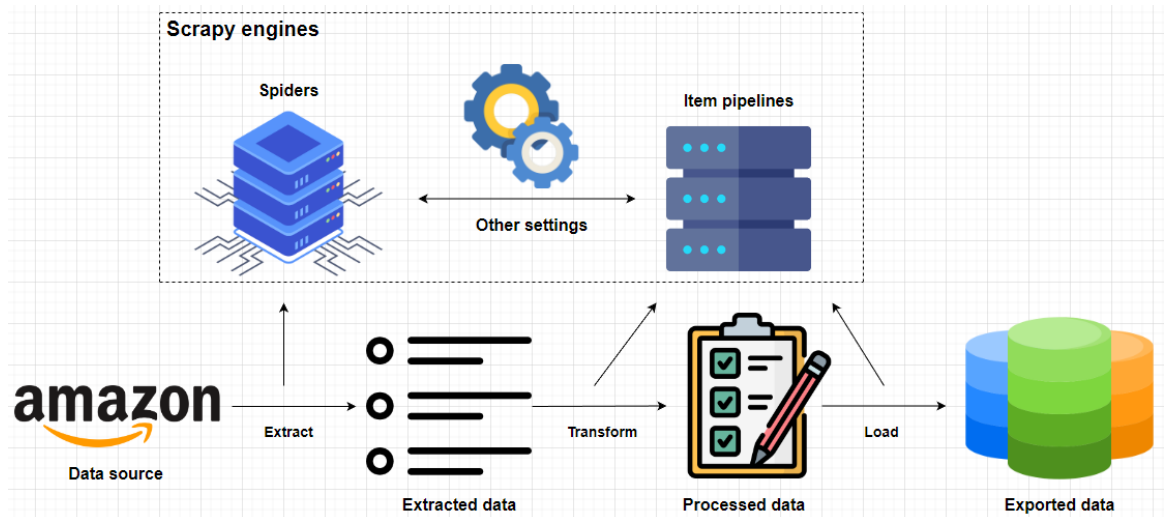 Scrapy engines
Spiders
Item pipelines
Other settings
amazon
Extract
Transform
Load
Data source
Extracted data
Processed data
Exported data